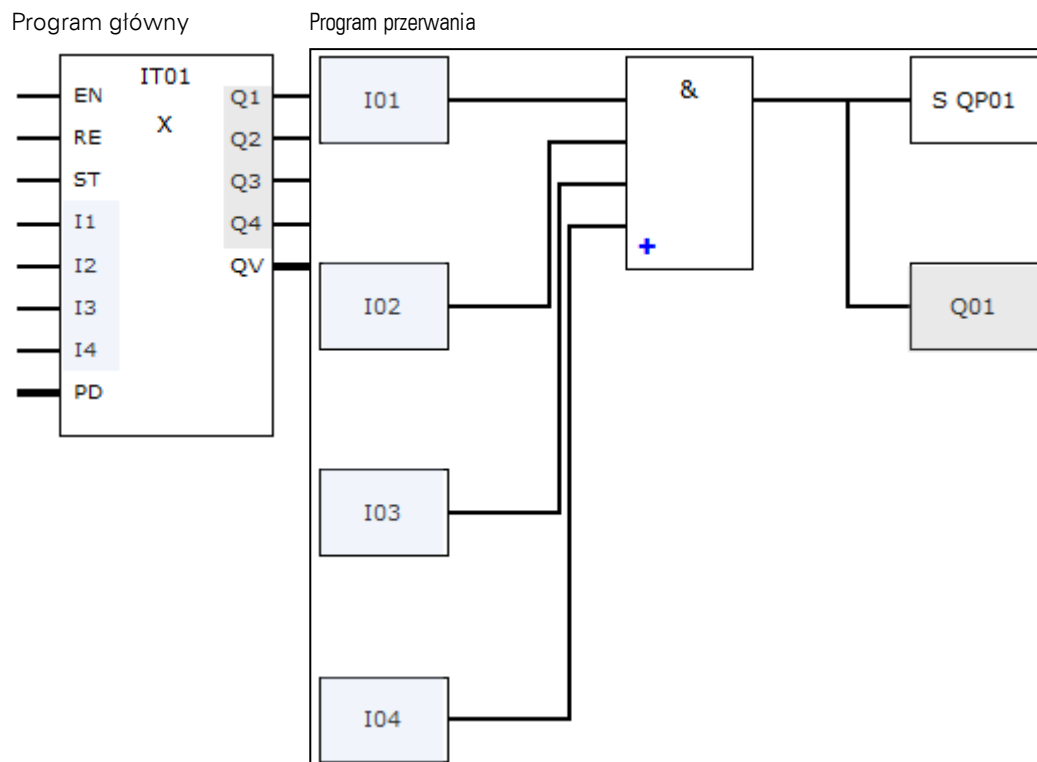 Program główny
Program przerwania
IT01
X
EN
RE
ST
I1
I2
I3
I4
PD
Q1
Q2
Q3
Q4
QV
I01
I02
I03
I04
&
+
S QP01
Q01